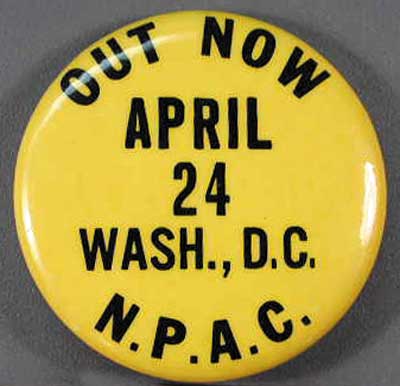 OUT NOW
APRIL
24
WASH., D.C.
N.P.A.C.